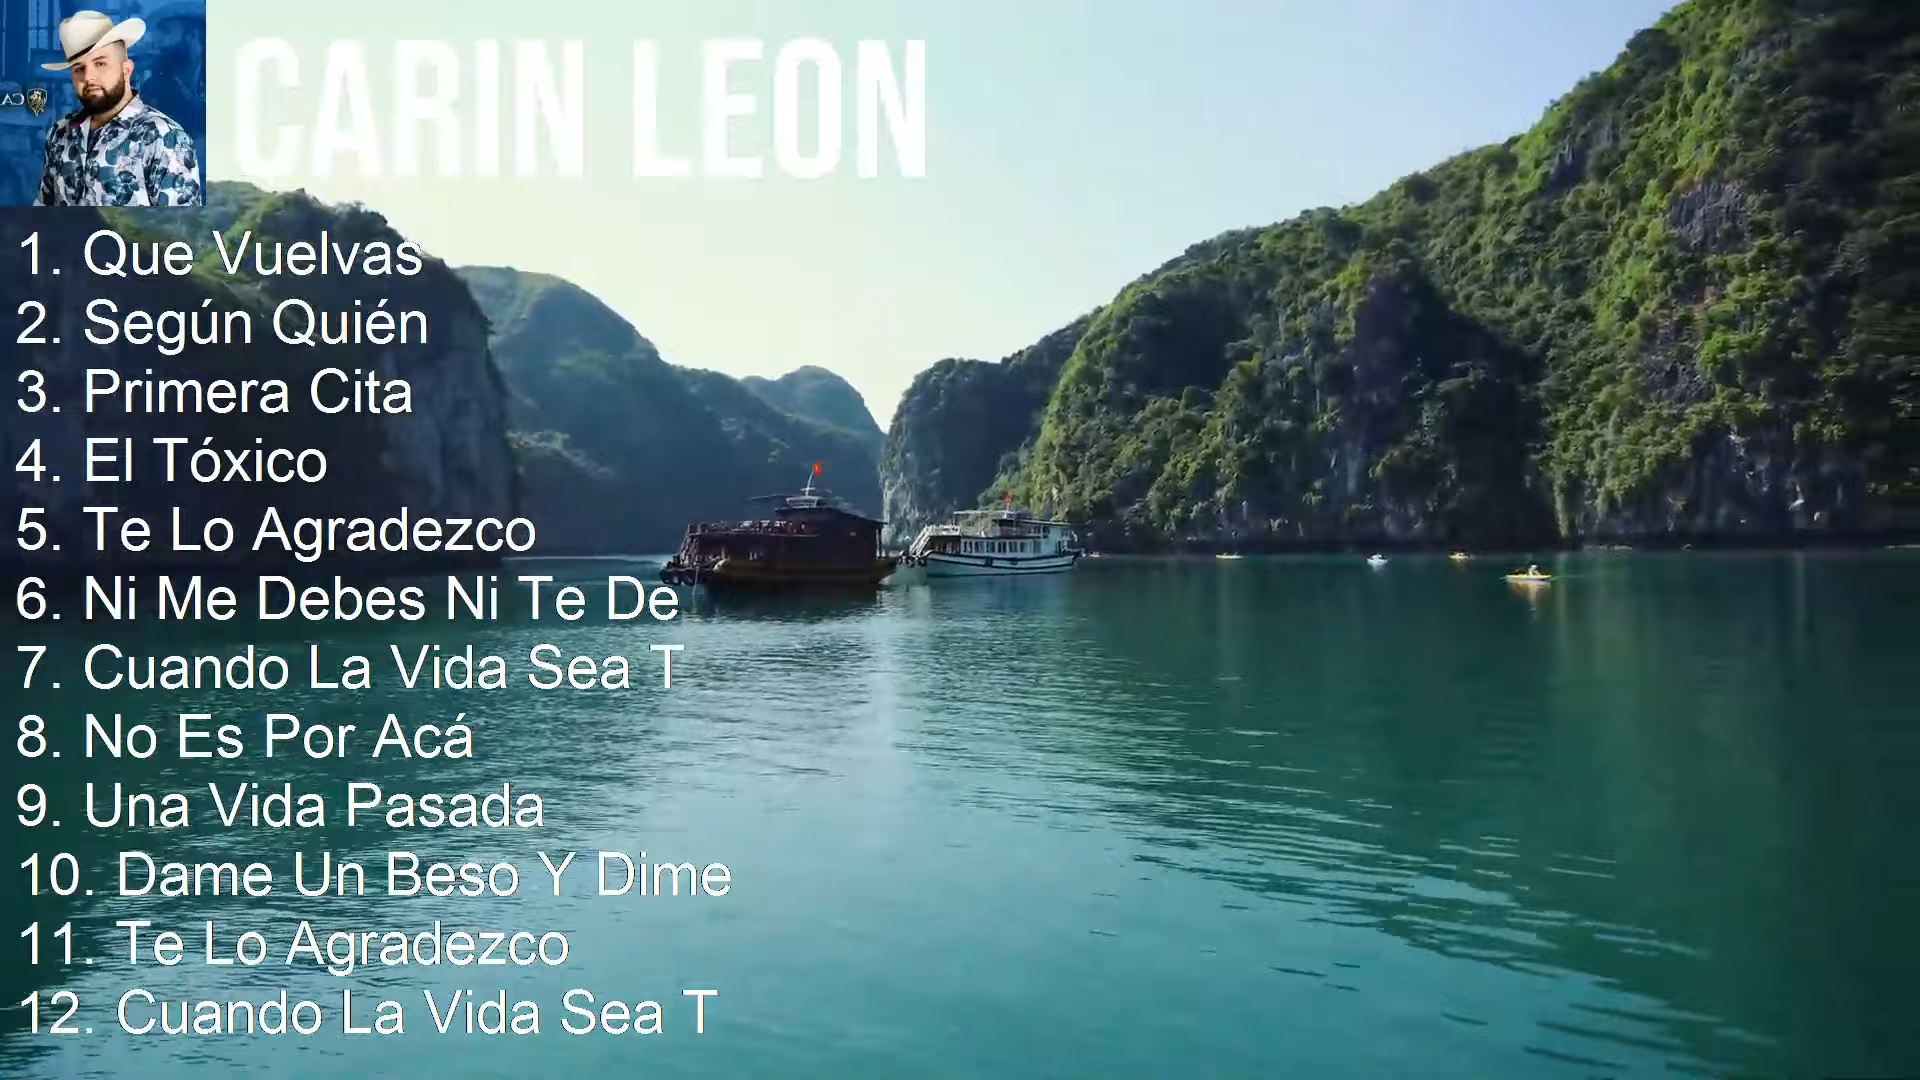 CARIN LEON
1. Que Vuelvas
2. Según Quién
3. Primera Cita
4. El Tóxico
5. Te Lo Agradezco
6. Ni Me Debes Ni Te De
7. Cuando La Vida Sea T
8. No Es Por Acá
9. Una Vida Pasada
10. Dame Un Beso Y Dime
11. Te Lo Agradezco
12. Cuando La Vida Sea T